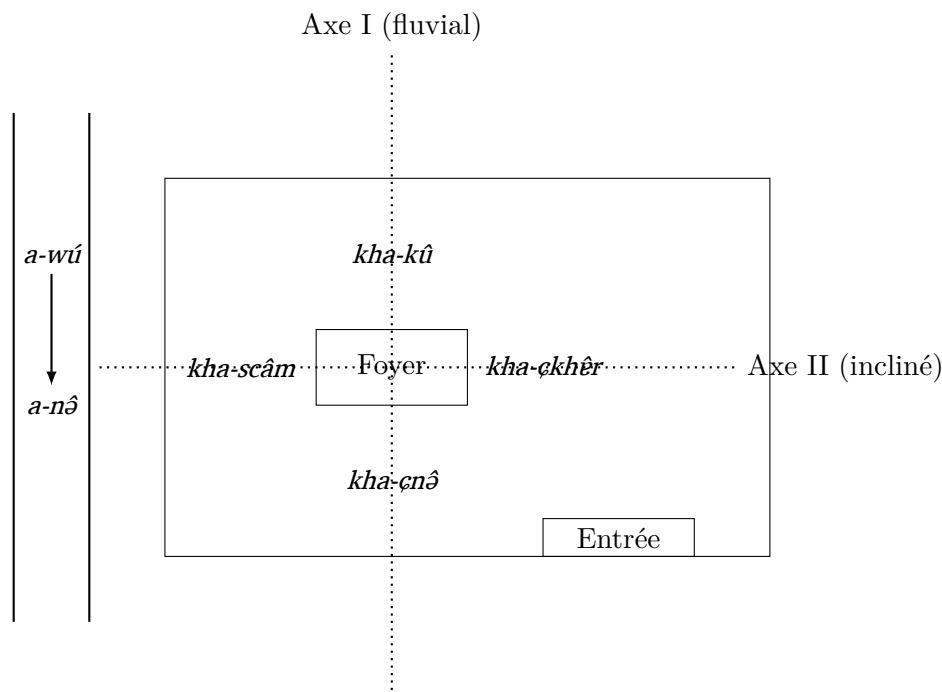 Axe I (fluvial)
a-wú
kha-kû
kha-scâm
Foyer
kha-çkhêr
Axe II (incliné)
a-nə̂
kha-çnə̂
Entrée